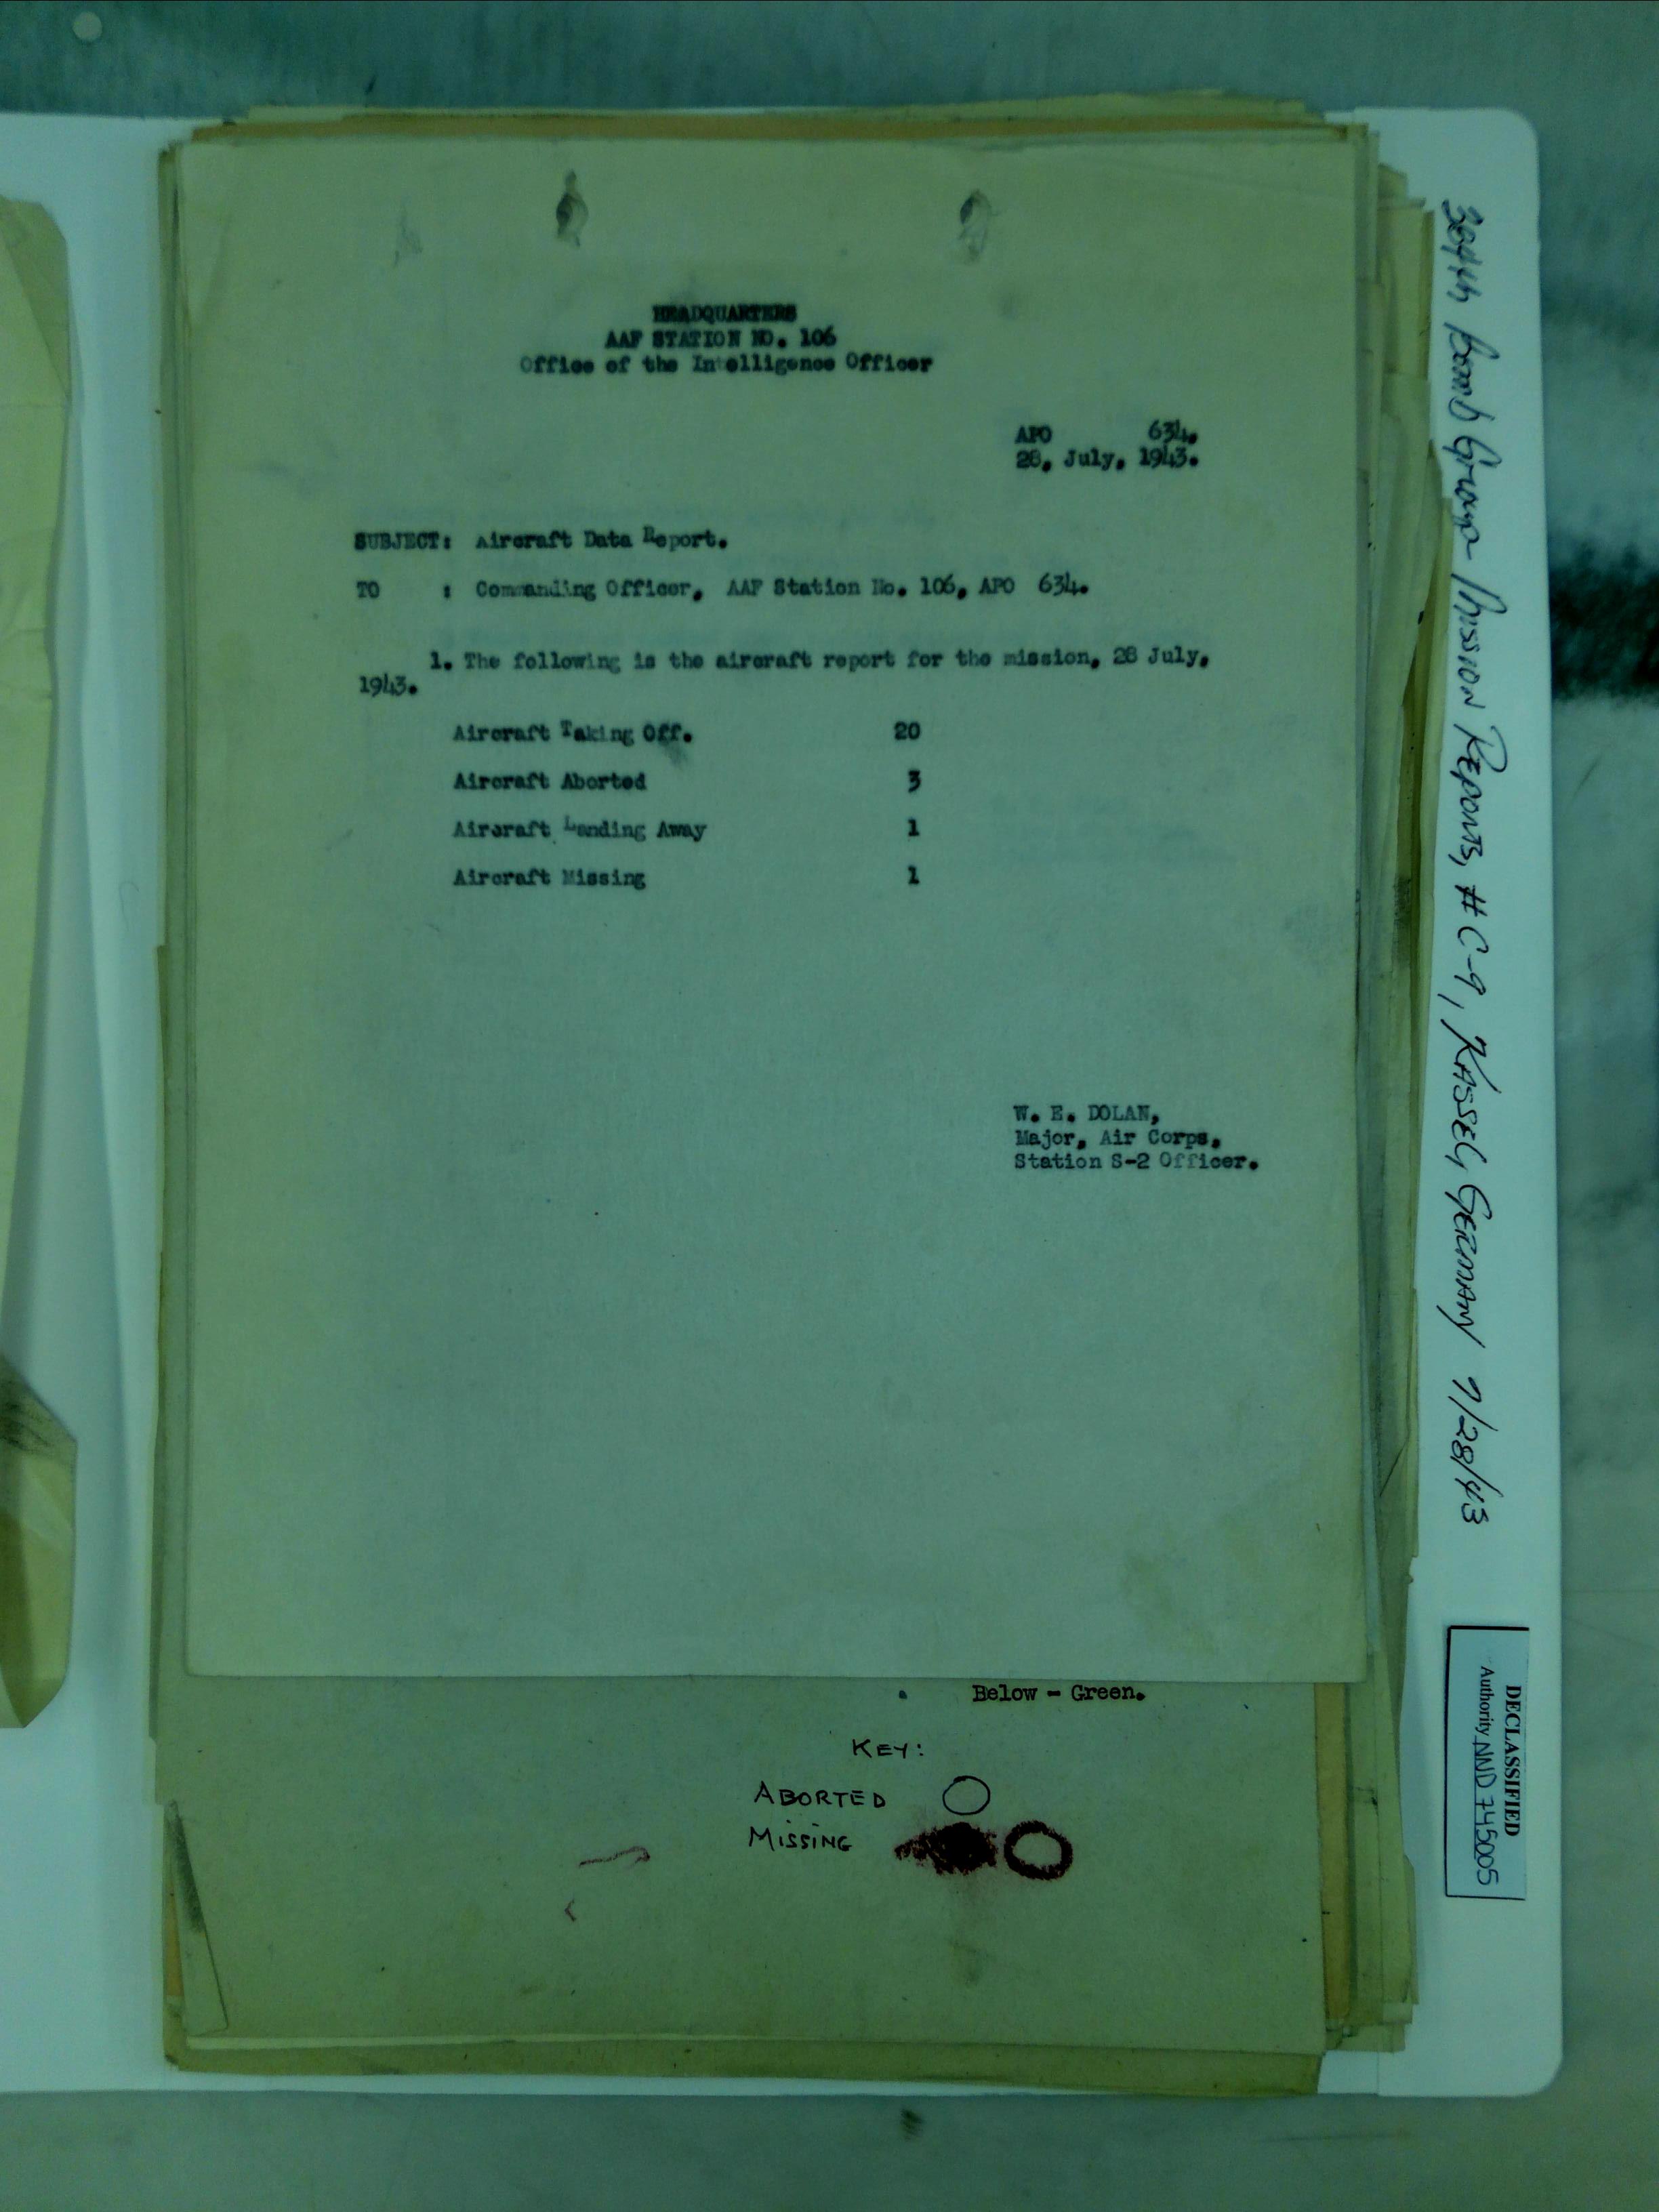 HEADQUARTERS
AAF STATION NO. 106
Office of the Intelligence Officer
APO 634.
28, July, 1943.
SUBJECT: Aircraft Data Report.
TO : Commanding Officer, AAF Station No. 106, APO 634.
1. The following is the aircraft report for the mission, 28 July,
1943.
Aircraft Taking Off. 20
Aircraft Aborted 3
Aircraft Landing Away 1
Aircraft Missing 1
W. E. DOLAN,
Major, Air Corps,
Station S-2 Officer.
Below - Green.
KEY:
ABORTED
MISSING
384th Bomb Group Mission Reports, #C-9, KASSEL, GERMANY 7/28/43
DECLASSIFIED
Authority NND 745005